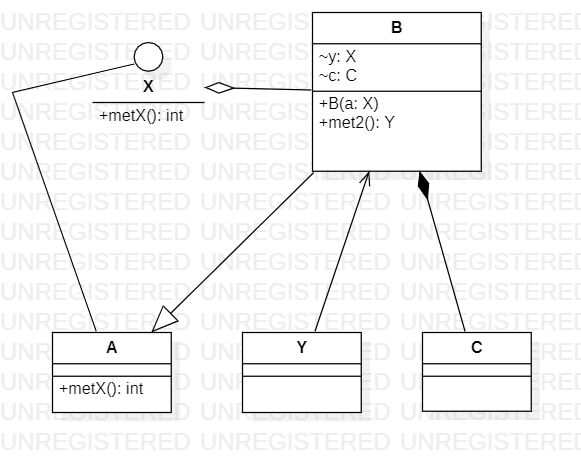 B
~y: X
~c: C
+B(a: X)
+met2(): Y
X
+metX(): int
A
+metX(): int
Y
C
UNREGISTERED UNREGISTERED UNREGISTERED